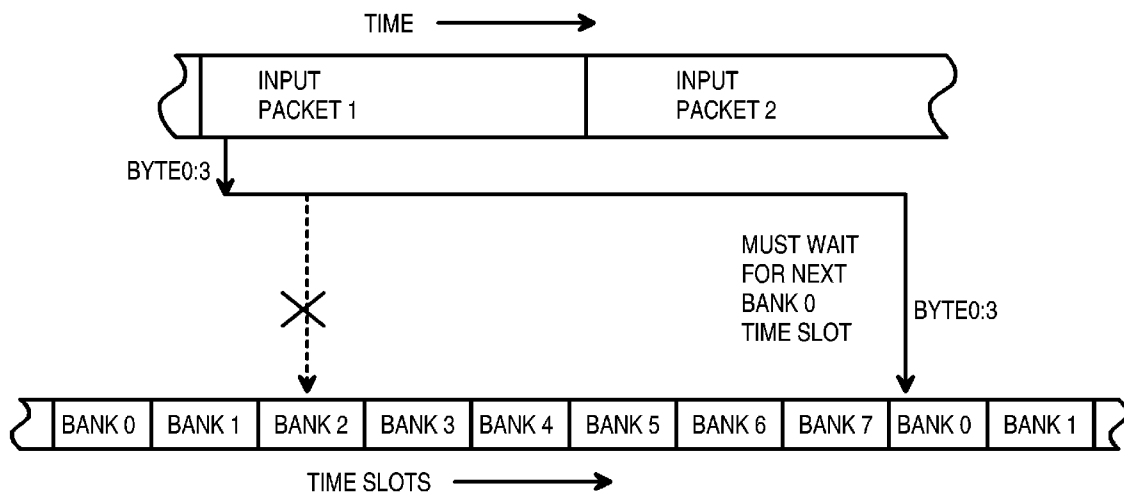 TIME
INPUT
PACKET 1
INPUT
PACKET 2
BYTE0:3
MUST WAIT
FOR NEXT
BANK 0
TIME SLOT
BYTE0:3
BANK 0 BANK 1 BANK 2 BANK 3 BANK 4 BANK 5 BANK 6 BANK 7 BANK 0 BANK 1
TIME SLOTS